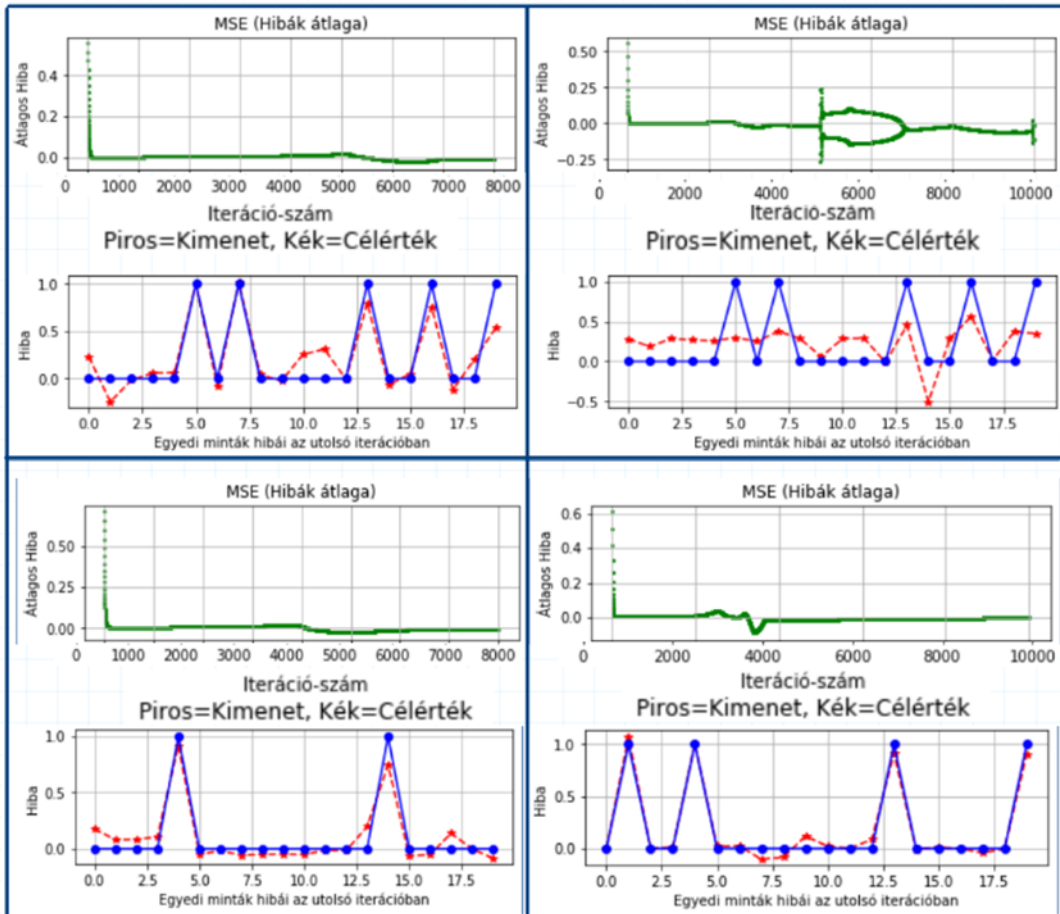 MSE (Hibák átlaga)
Átlagos Hiba
0.4
0.2
0.0
0 1000 2000 3000 4000 5000 6000 7000 8000
Iteráció-szám
Piros=Kimenet, Kék=Célérték
Hiba
1.0
0.5
0.0
0.0 2.5 5.0 7.5 10.0 12.5 15.0 17.5
Egyedi minták hibái az utolsó iterációban
MSE (Hibák átlaga)
Átlagos Hiba
0.50
0.25
0.00
−0.25
0 2000 4000 6000 8000 10000
Iteráció-szám
Piros=Kimenet, Kék=Célérték
Hiba
1.0
0.5
0.0
−0.5
0.0 2.5 5.0 7.5 10.0 12.5 15.0 17.5
Egyedi minták hibái az utolsó iterációban
MSE (Hibák átlaga)
Átlagos Hiba
0.50
0.25
0.00
0 1000 2000 3000 4000 5000 6000 7000 8000
Iteráció-szám
Piros=Kimenet, Kék=Célérték
Hiba
1.0
0.5
0.0
0.0 2.5 5.0 7.5 10.0 12.5 15.0 17.5
Egyedi minták hibái az utolsó iterációban
MSE (Hibák átlaga)
Átlagos Hiba
0.6
0.4
0.2
0.0
0 2000 4000 6000 8000 10000
Iteráció-szám
Piros=Kimenet, Kék=Célérték
Hiba
1.0
0.5
0.0
0.0 2.5 5.0 7.5 10.0 12.5 15.0 17.5
Egyedi minták hibái az utolsó iterációban